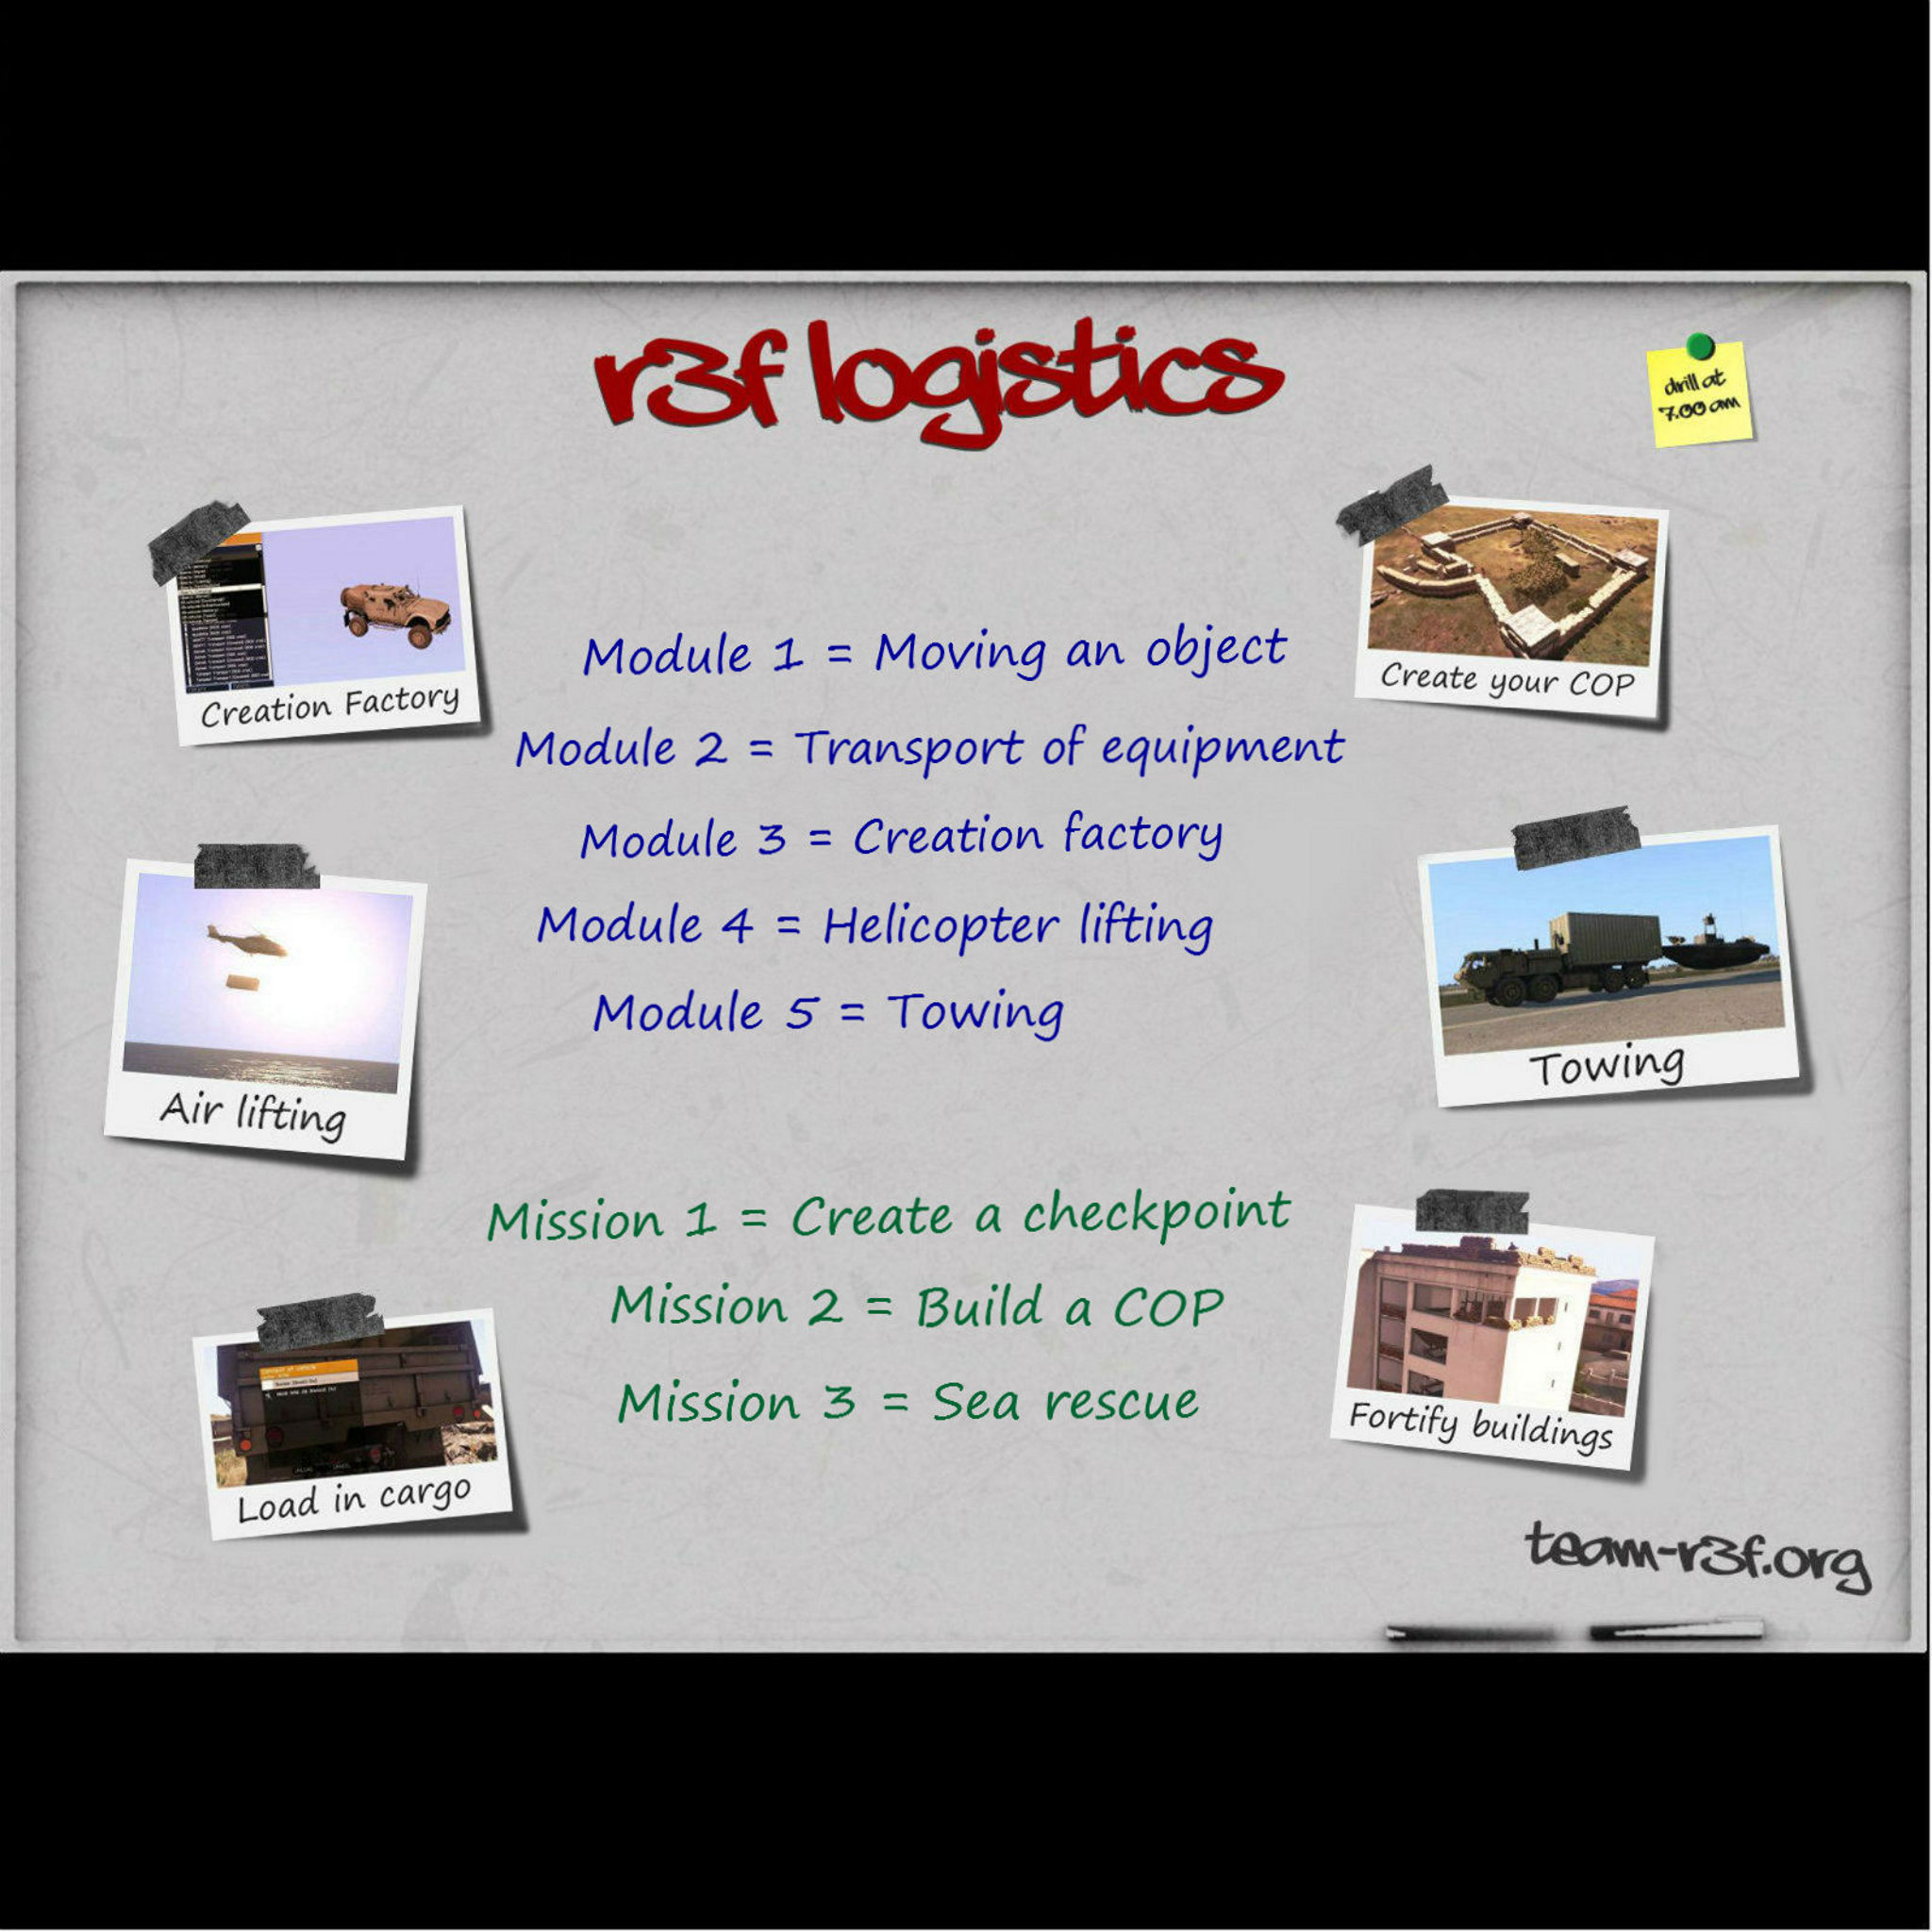 r3f logistics
drill at
7.00 am
Creation Factory
Create your COP
Module 1 = Moving an object
Module 2 = Transport of equipment
Module 3 = Creation factory
Module 4 = Helicopter lifting
Module 5 = Towing
Air lifting
Towing
Mission 1 = Create a checkpoint
Mission 2 = Build a COP
Mission 3 = Sea rescue
Load in cargo
Fortify buildings
team-r3f.org